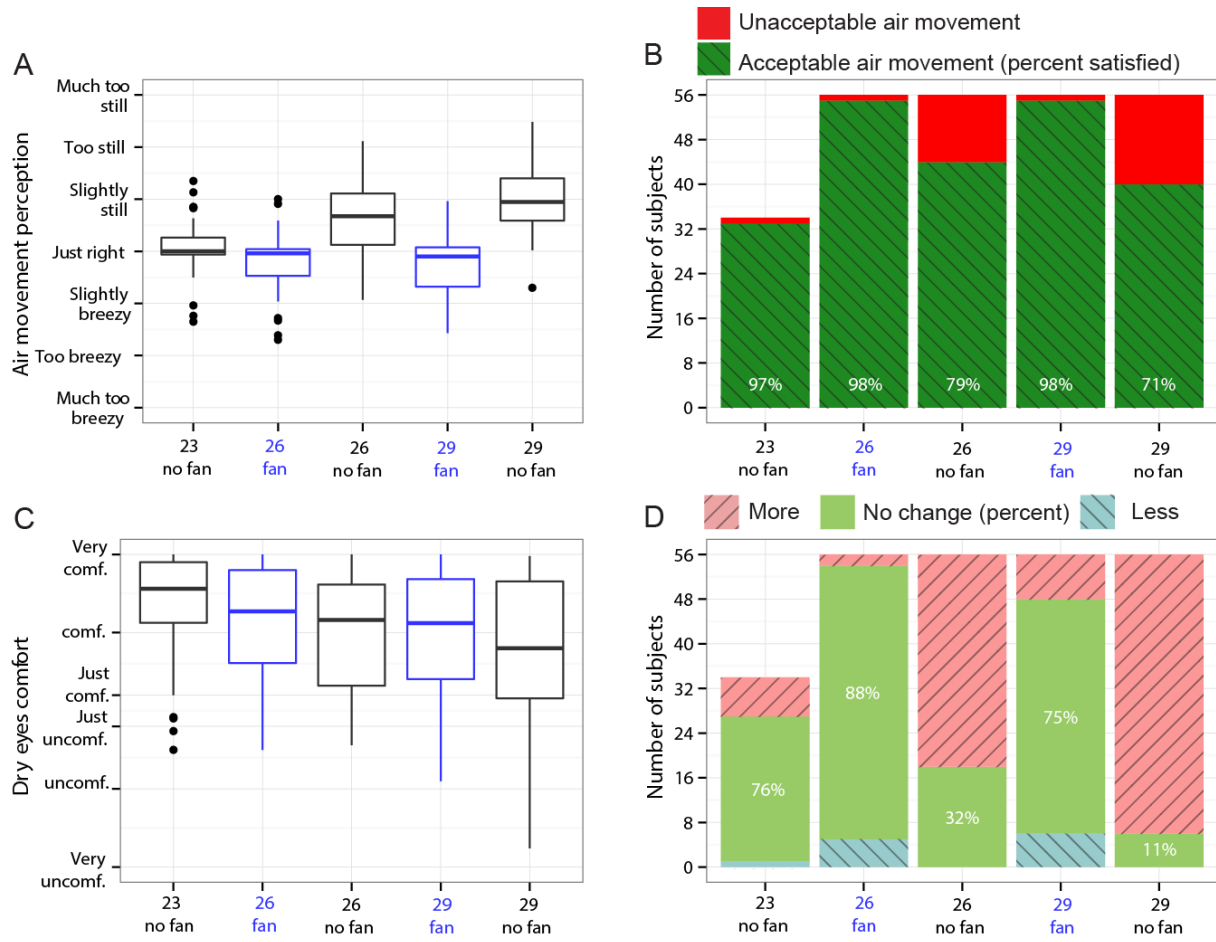 A
Air movement perception
Much too
still
Too still
Slightly
still
Just right
Slightly
breezy
Too breezy
Much too
breezy
23
no fan
26
fan
26
no fan
29
fan
29
no fan
Unacceptable air movement
B
Acceptable air movement (percent satisfied)
Number of subjects
56
48
40
32
24
16
8
0
97%
98%
79%
98%
71%
23
no fan
26
fan
26
no fan
29
fan
29
no fan
C
Dry eyes comfort
Very
comf.
comf.
Just
comf.
Just
uncomf.
uncomf.
Very
uncomf.
23
no fan
26
fan
26
no fan
29
fan
29
no fan
D
More
No change (percent)
Less
Number of subjects
56
48
40
32
24
16
8
0
76%
88%
32%
75%
11%
23
no fan
26
fan
26
no fan
29
fan
29
no fan